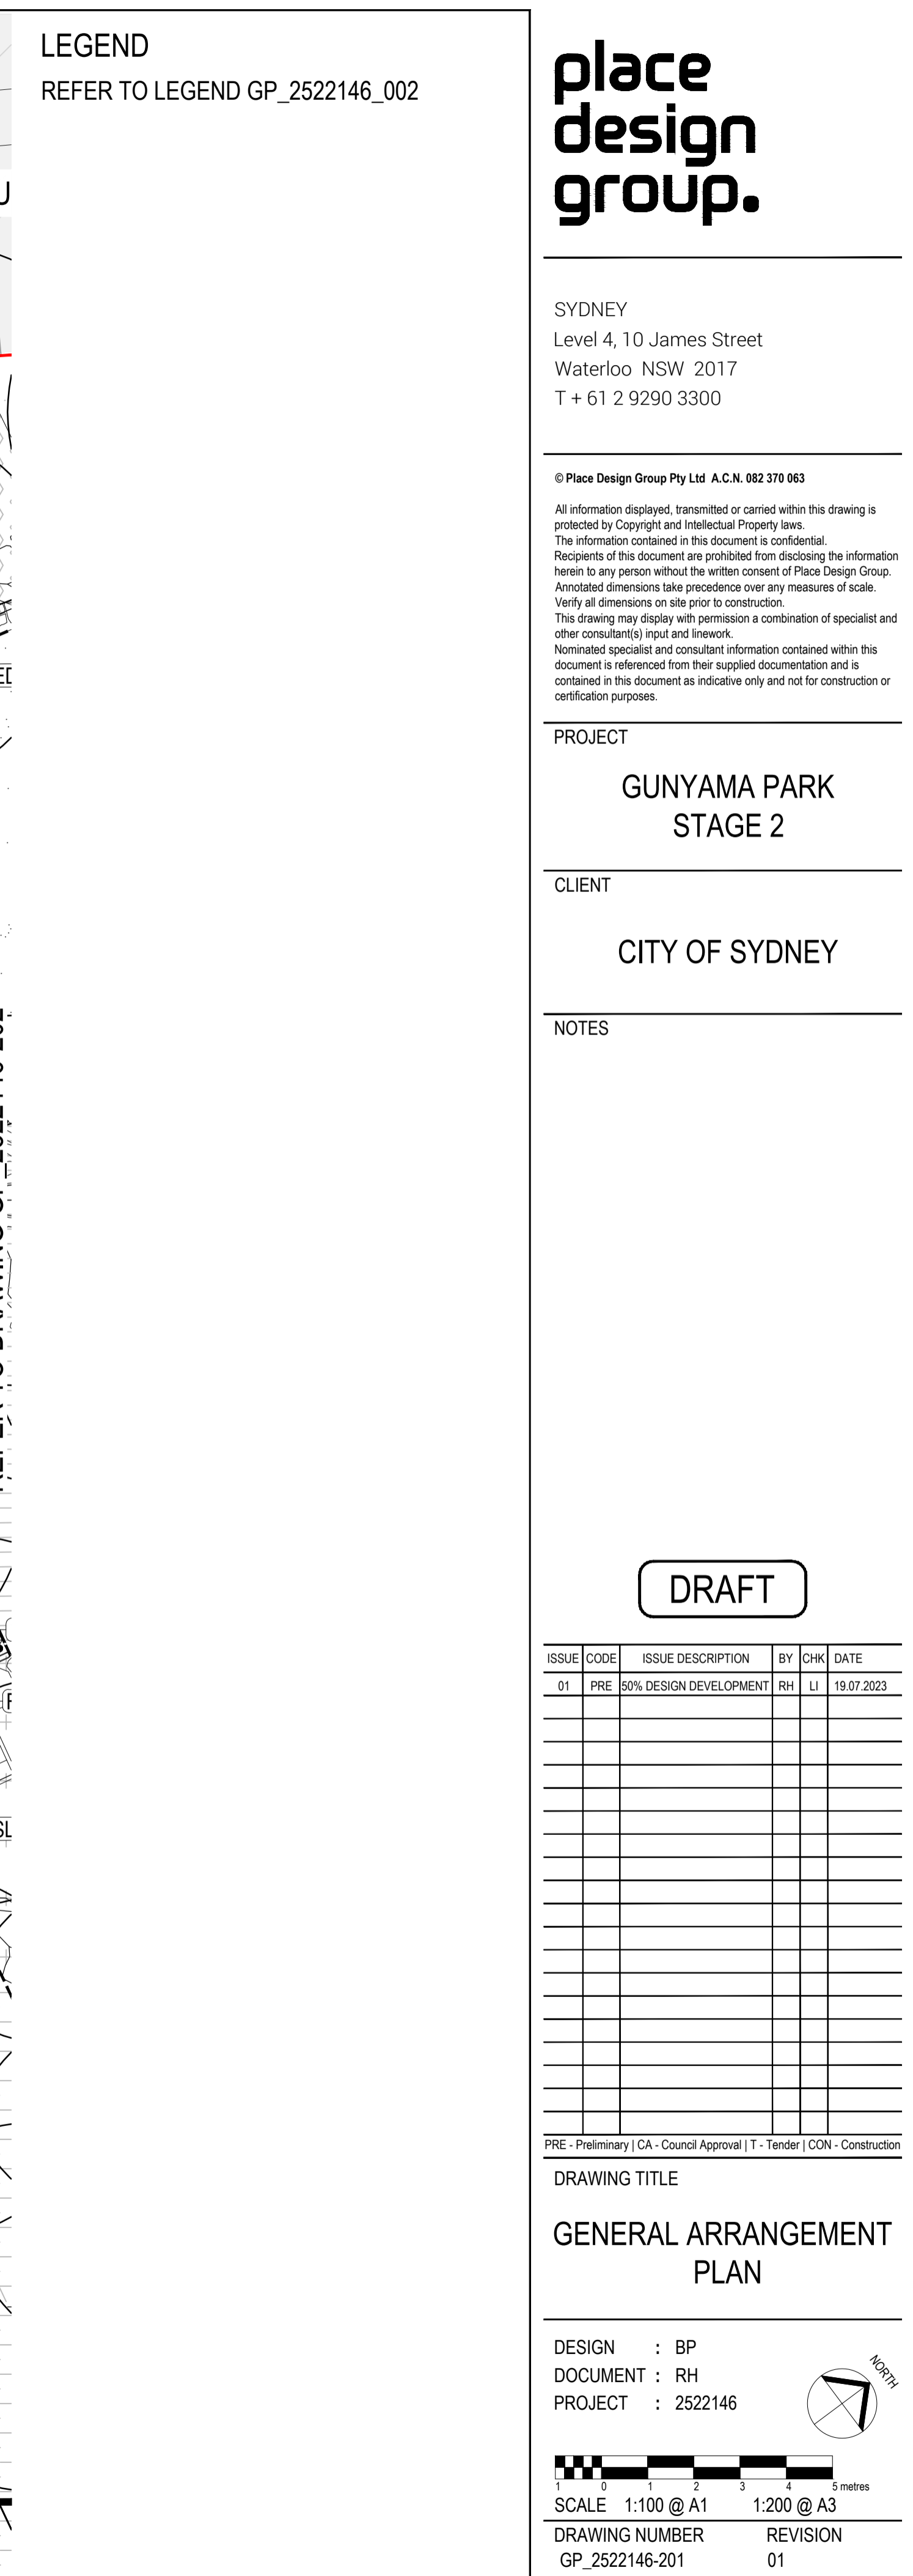 LEGEND
REFER TO LEGEND GP_2522146_002
place
design
group.
SYDNEY
Level 4, 10 James Street
Waterloo NSW 2017
T + 61 2 9290 3300
© Place Design Group Pty Ltd A.C.N. 082 370 063
All information displayed, transmitted or carried within this drawing is
protected by Copyright and Intellectual Property laws.
The information contained in this document is confidential.
Recipients of this document are prohibited from disclosing the information
herein to any person without the written consent of Place Design Group.
Annotated dimensions take precedence over any measures of scale.
Verify all dimensions on site prior to construction.
This drawing may display with permission a combination of specialist and
other consultant(s) input and linework.
Nominated specialist and consultant information contained within this
document is referenced from their supplied documentation and is
contained in this document as indicative only and not for construction or
certification purposes.
PROJECT
GUNYAMA PARK
STAGE 2
CLIENT
CITY OF SYDNEY
NOTES
DRAFT
ISSUE CODE ISSUE DESCRIPTION BY CHK DATE
01 PRE 50% DESIGN DEVELOPMENT RH LI 19.07.2023
PRE - Preliminary | CA - Council Approval | T - Tender | CON - Construction
DRAWING TITLE
GENERAL ARRANGEMENT
PLAN
DESIGN : BP
DOCUMENT : RH
PROJECT : 2522146
NORTH
1 0 1 2 3 4 5 metres
SCALE 1:100 @ A1 1:200 @ A3
DRAWING NUMBER REVISION
GP_2522146-201 01